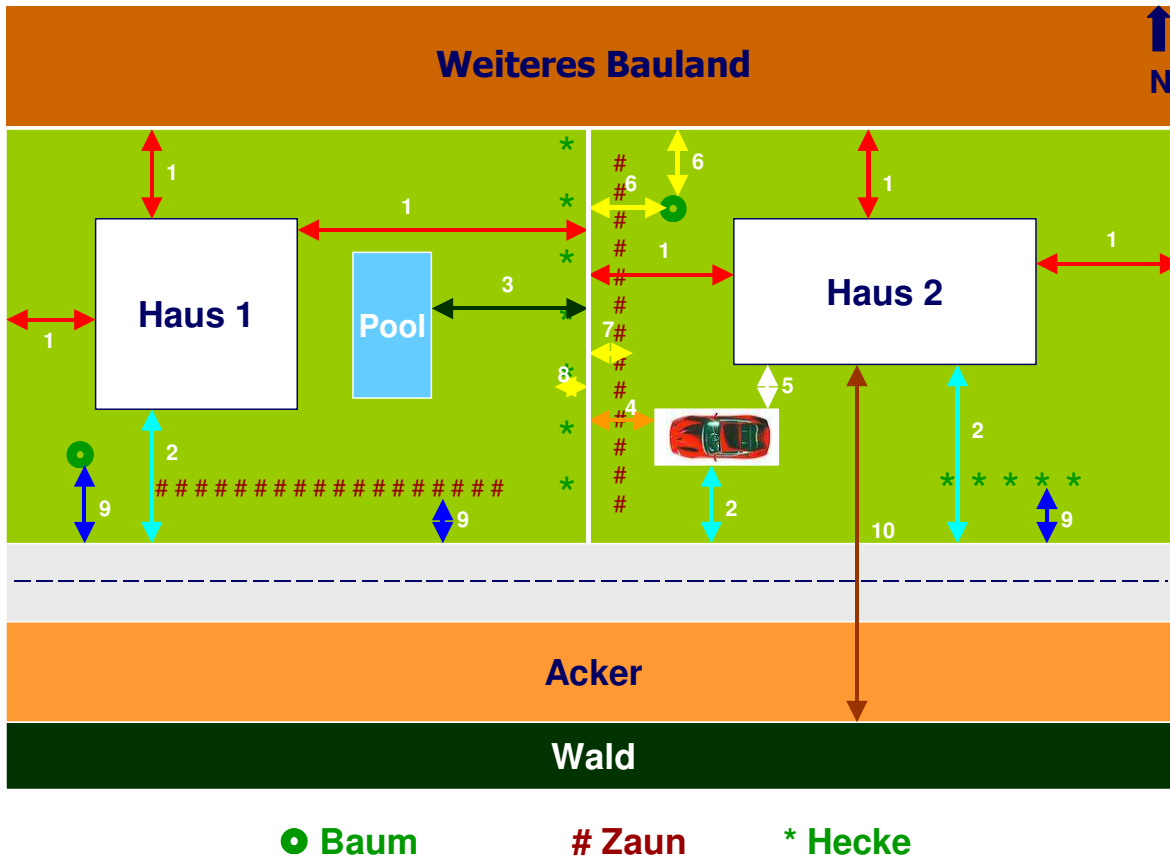 Weiteres Bauland
N
1
1
6
6
1
1
1
1
3
Haus 1
Pool
Haus 2
7
8
5
4
2
2
2
9
9
9
10
# # # # # # # # # # # # # # # # # #
* * * * *
Acker
Wald
Baum
# Zaun
* Hecke